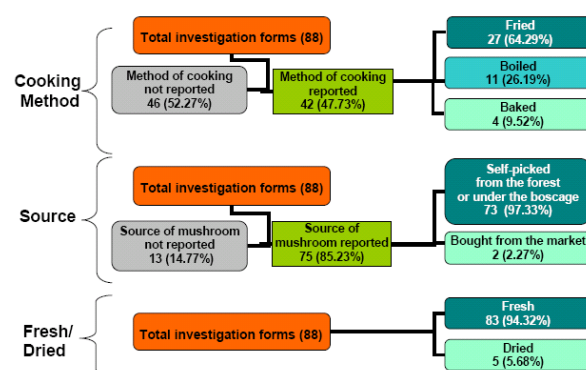 Cooking
Method
Total investigation forms (88)
Method of cooking
not reported
46 (52.27%)
Method of cooking
reported
42 (47.73%)
Fried
27 (64.29%)
Boiled
11 (26.19%)
Baked
4 (9.52%)
Source
Total investigation forms (88)
Source of mushroom
not reported
13 (14.77%)
Source of
mushroom reported
75 (85.23%)
Self-picked
from the forest
or under the boscage
73 (97.33%)
Bought from the market
2 (2.27%)
Fresh/
Dried
Total investigation forms (88)
Fresh
83 (94.32%)
Dried
5 (5.68%)